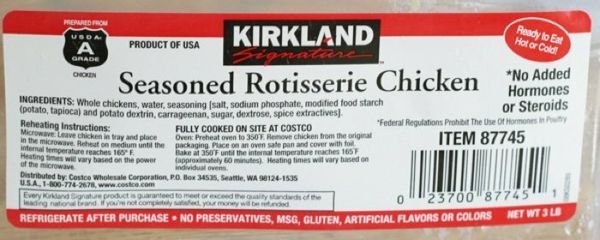 PREPARED FROM
USDA
A
GRADE
CHICKEN
PRODUCT OF USA
KIRKLAND
Signature
Ready to Eat
Hot or Cold!
Seasoned Rotisserie Chicken
*No Added
Hormones
or Steroids
INGREDIENTS: Whole chickens, water, seasoning [salt, sodium phosphate, modified food starch
(potato, tapioca) and potato dextrin, carrageenan, sugar, dextrose, spice extractives].
*Federal Regulations Prohibit The Use Of Hormones In Poultry
Reheating Instructions:
Microwave: Leave chicken in tray and place
in the microwave. Reheat on medium until the
internal temperature reaches 165° F.
Heating times will vary based on the power
of the microwave.
FULLY COOKED ON SITE AT COSTCO
Oven: Preheat oven to 350°F. Remove chicken from the original
packaging. Place on an oven safe pan and cover with foil.
Bake at 350°F until the internal temperature reaches 165°F
(approximately 60 minutes). Heating times will vary based on
individual ovens.
ITEM 87745
Distributed by: Costco Wholesale Corporation, P.O. Box 34535, Seattle, WA 98124-1535
U.S.A., 1-800-774-2678, www.costco.com
Every Kirkland Signature product is guaranteed to meet or exceed the quality standards of the
leading national brand. If you're not completely satisfied, your money will be refunded.
0 23700 87745 1
REFRIGERATE AFTER PURCHASE • NO PRESERVATIVES, MSG, GLUTEN, ARTIFICIAL FLAVORS OR COLORS
NET WT 3 LB